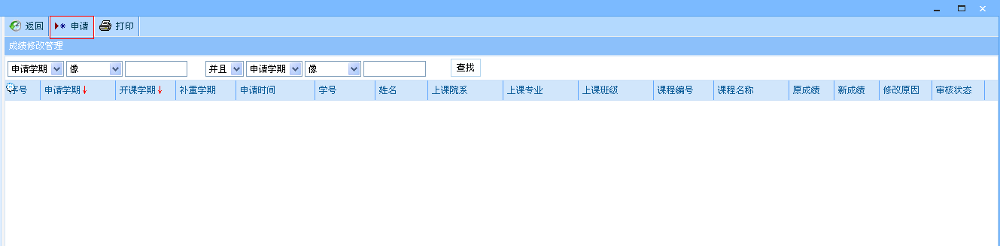 返回 申请 打印
成绩修改管理
申请学期 像 并且 申请学期 像 查找
序号 申请学期↓ 开课学期↓ 补重学期 申请时间 学号 姓名 上课院系 上课专业 上课班级 课程编号 课程名称 原成绩 新成绩 修改原因 审核状态